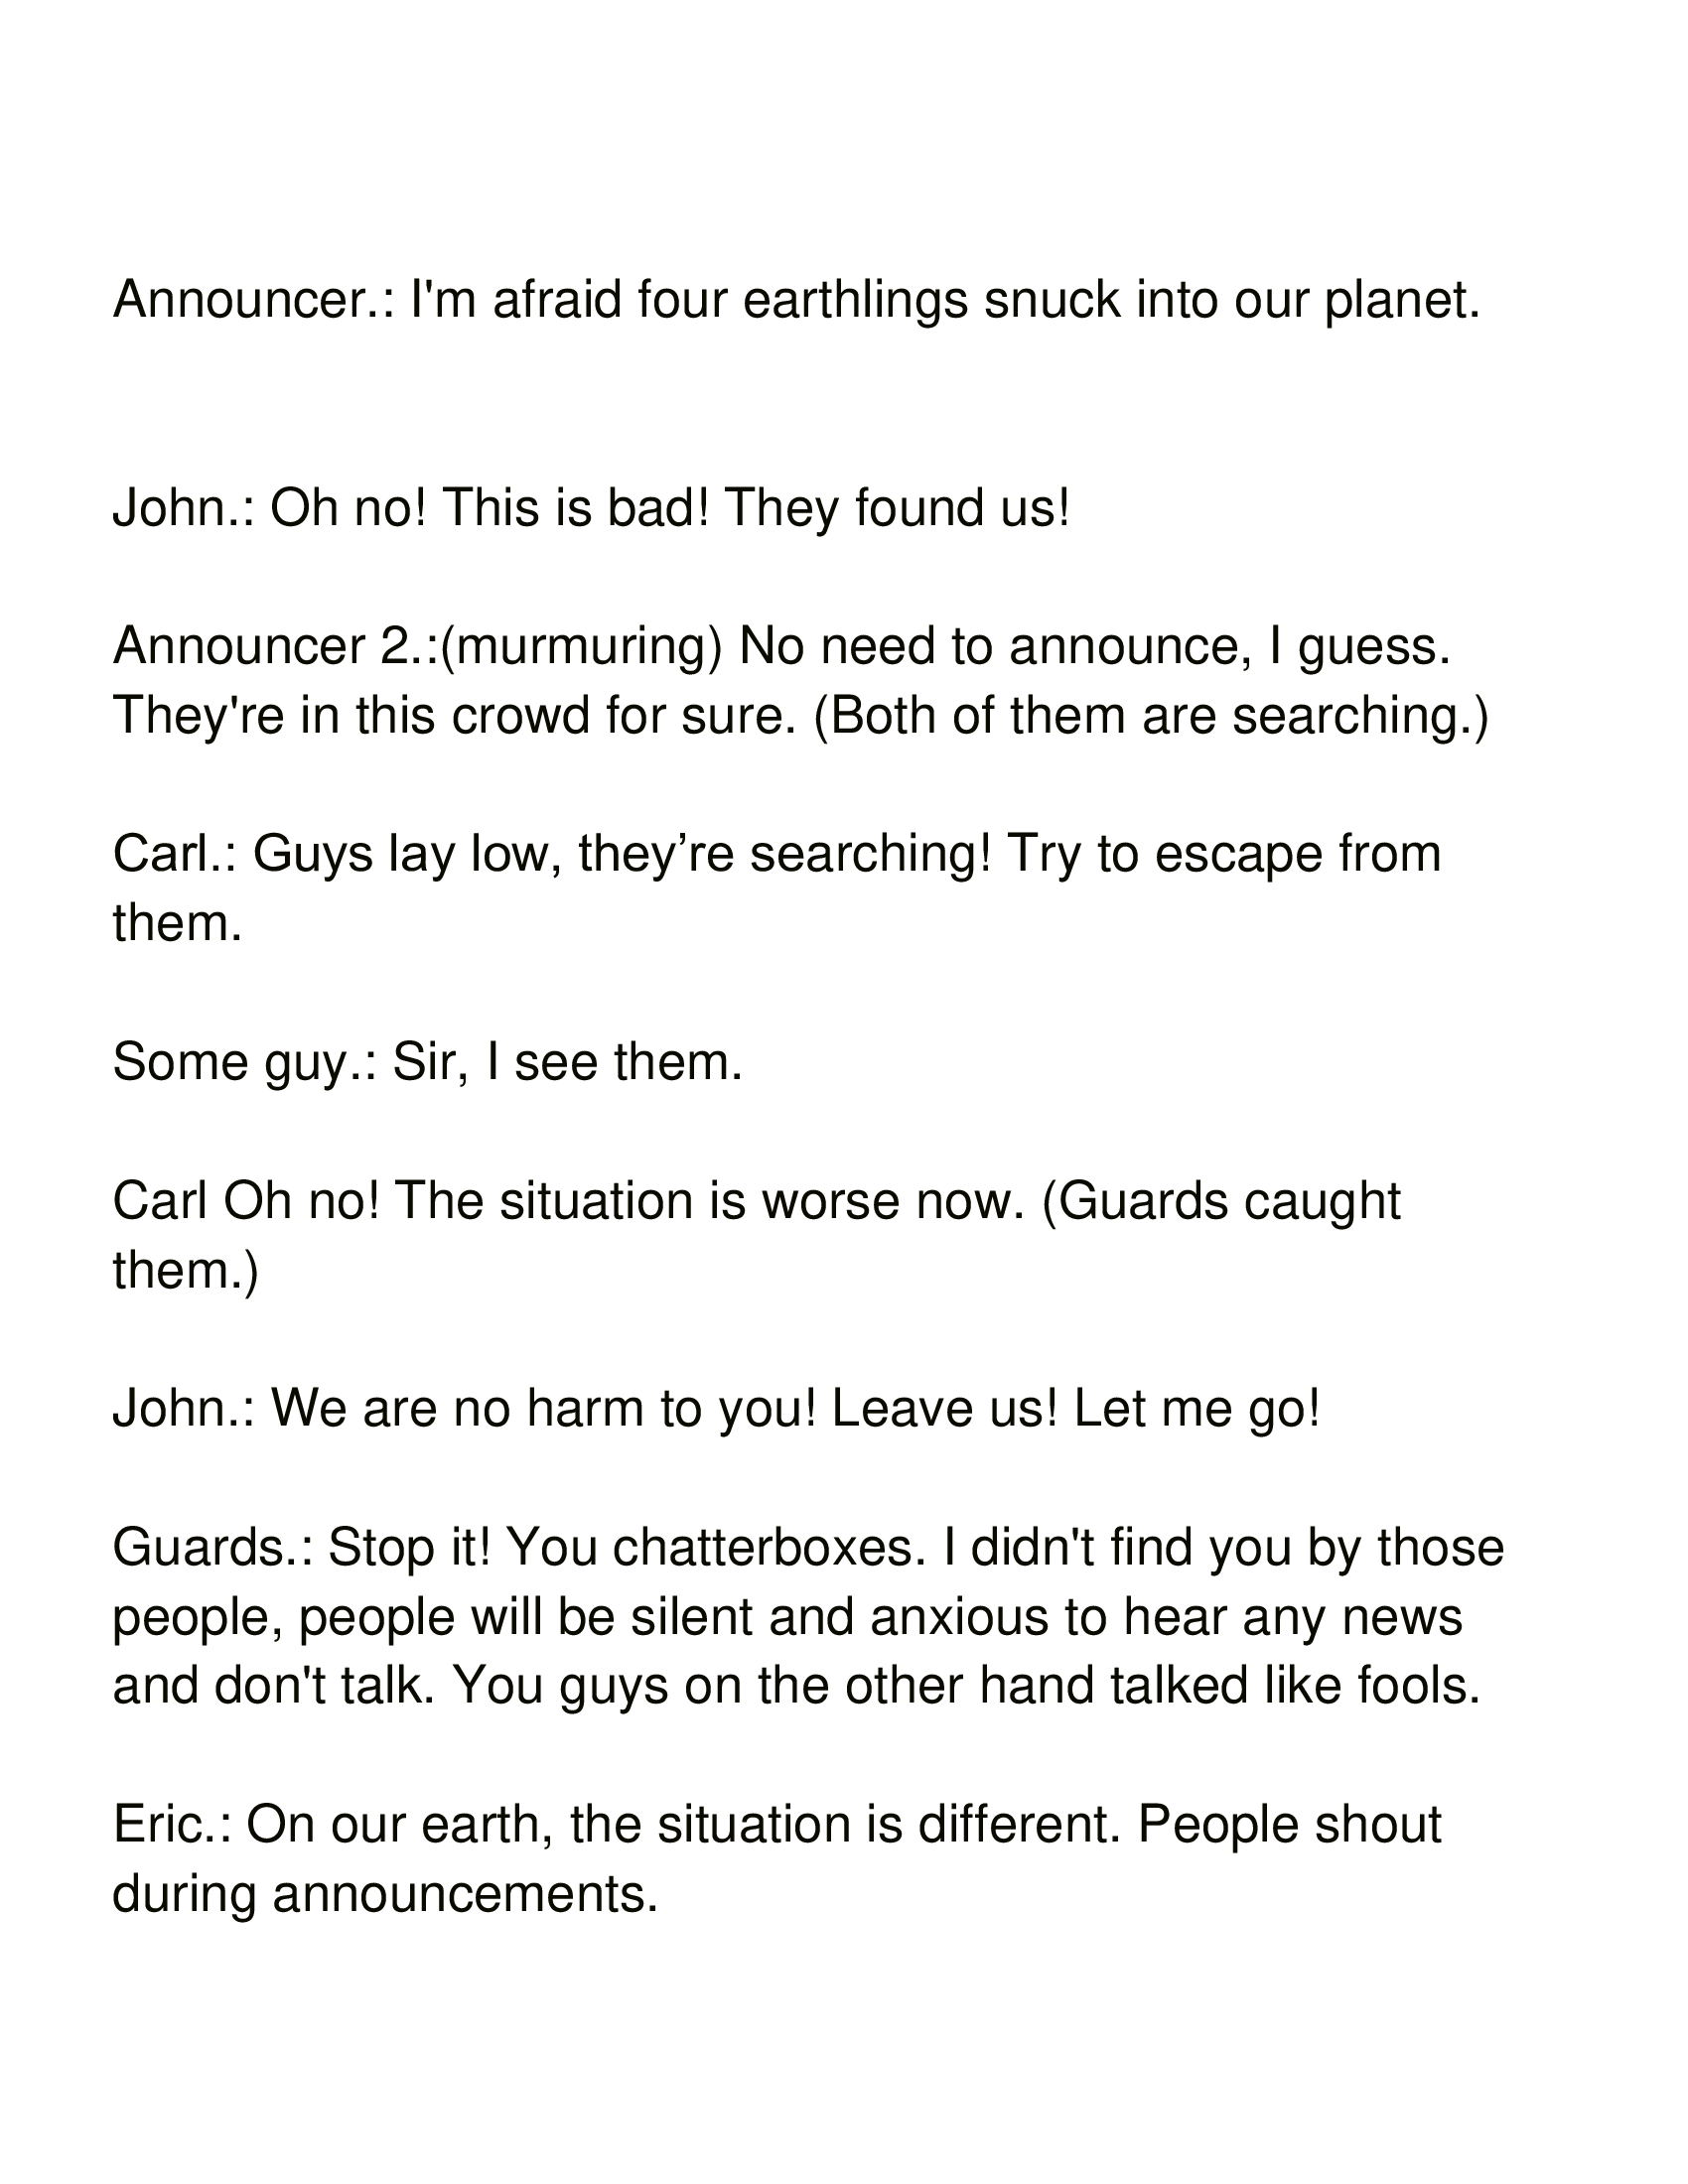 Announcer.: I'm afraid four earthlings snuck into our planet.
John.: Oh no! This is bad! They found us!
Announcer 2.:(murmuring) No need to announce, I guess.
They're in this crowd for sure. (Both of them are searching.)
Carl.: Guys lay low, they’re searching! Try to escape from
them.
Some guy.: Sir, I see them.
Carl Oh no! The situation is worse now. (Guards caught
them.)
John.: We are no harm to you! Leave us! Let me go!
Guards.: Stop it! You chatterboxes. I didn't find you by those
people, people will be silent and anxious to hear any news
and don't talk. You guys on the other hand talked like fools.
Eric.: On our earth, the situation is different. People shout
during announcements.